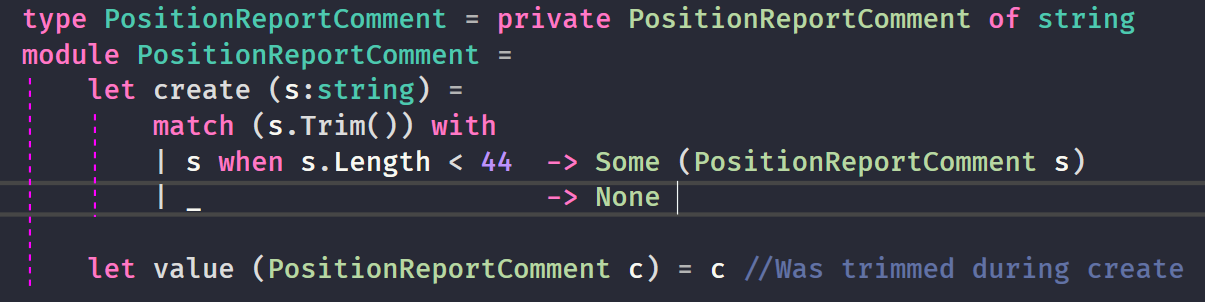 type PositionReportComment = private PositionReportComment of string
module PositionReportComment =
    let create (s:string) =
        match (s.Trim()) with
        | s when s.Length < 44  -> Some (PositionReportComment s)
        | _                     -> None

    let value (PositionReportComment c) = c //Was trimmed during create